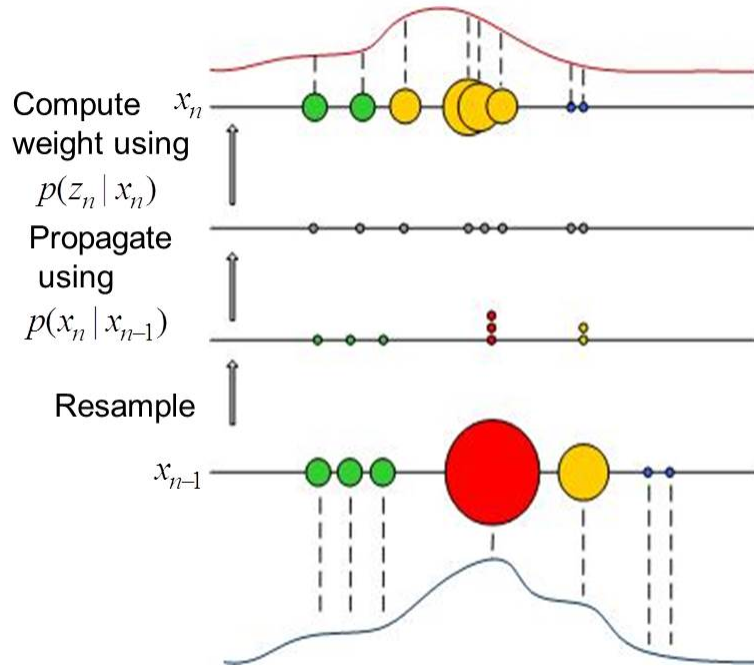 Compute
weight using
p(z_n | x_n)
x_n
Propagate
using
p(x_n | x_{n-1})
Resample
x_{n-1}